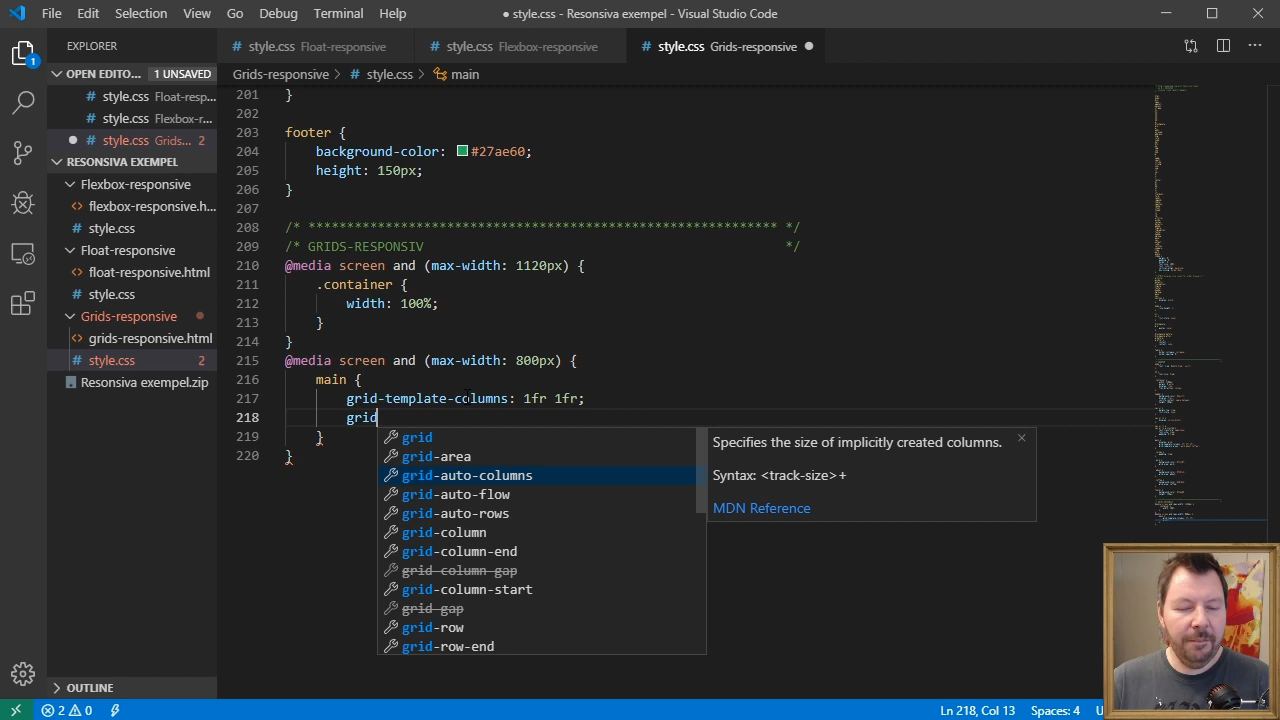 File Edit Selection View Go Debug Terminal Help
● style.css - Resonsiva exempel - Visual Studio Code
EXPLORER
OPEN EDITO... 1 UNSAVED
# style.css Float-resp...
# style.css Flexbox-r...
● # style.css Grids... 2
RESONSIVA EXEMPEL
Flexbox-responsive
<> flexbox-responsive.h...
# style.css
Float-responsive
<> float-responsive.html
# style.css
Grids-responsive
<> grids-responsive.html
# style.css 2
Resonsiva exempel.zip
OUTLINE
1
# style.css Float-responsive
# style.css Flexbox-responsive
# style.css Grids-responsive ●
Grids-responsive > # style.css > main
201 }
202
203 footer {
204 background-color: #27ae60;
205 height: 150px;
206 }
207
208 /* ************************************************************* */
209 /* GRIDS-RESPONSIV */
210 @media screen and (max-width: 1120px) {
211 .container {
212 width: 100%;
213 }
214 }
215 @media screen and (max-width: 800px) {
216 main {
217 grid-template-columns: 1fr 1fr;
218 grid
219 }
220 }
grid
grid-area
grid-auto-columns
grid-auto-flow
grid-auto-rows
grid-column
grid-column-end
grid-column-gap
grid-column-start
grid-gap
grid-row
grid-row-end
Specifies the size of implicitly created columns.
Syntax: <track-size>+
MDN Reference
2 0
Ln 218, Col 13 Spaces: 4 U